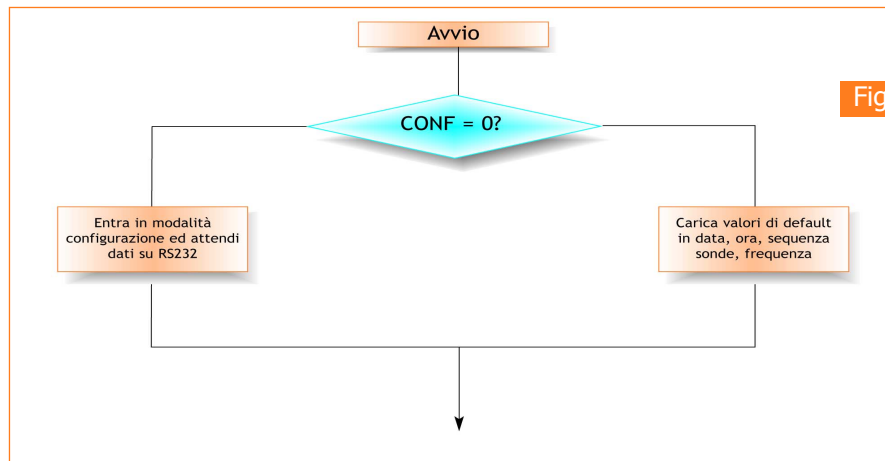 Avvio
Fig
CONF = 0?
Entra in modalità
configurazione ed attendi
dati su RS232
Carica valori di default
in data, ora, sequenza
sonde, frequenza